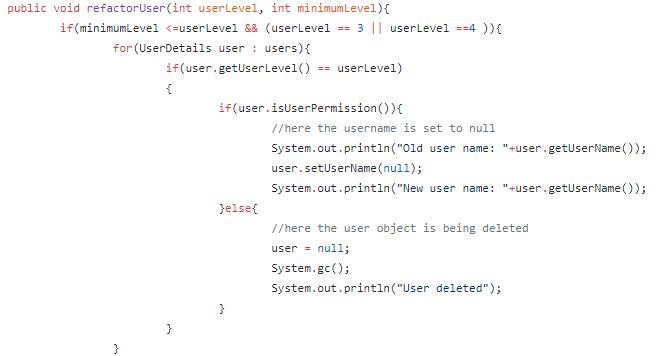 public void refactorUser(int userLevel, int minimumLevel){
if(minimumLevel <=userLevel && (userLevel == 3 || userLevel ==4 )){
for(UserDetails user : users){
if(user.getUserLevel() == userLevel)
{
if(user.isUserPermission()){
//here the username is set to null
System.out.println("Old user name: "+user.getUserName());
user.setUserName(null);
System.out.println("New user name: "+user.getUserName());
}else{
//here the user object is being deleted
user = null;
System.gc();
System.out.println("User deleted");
}
}
}